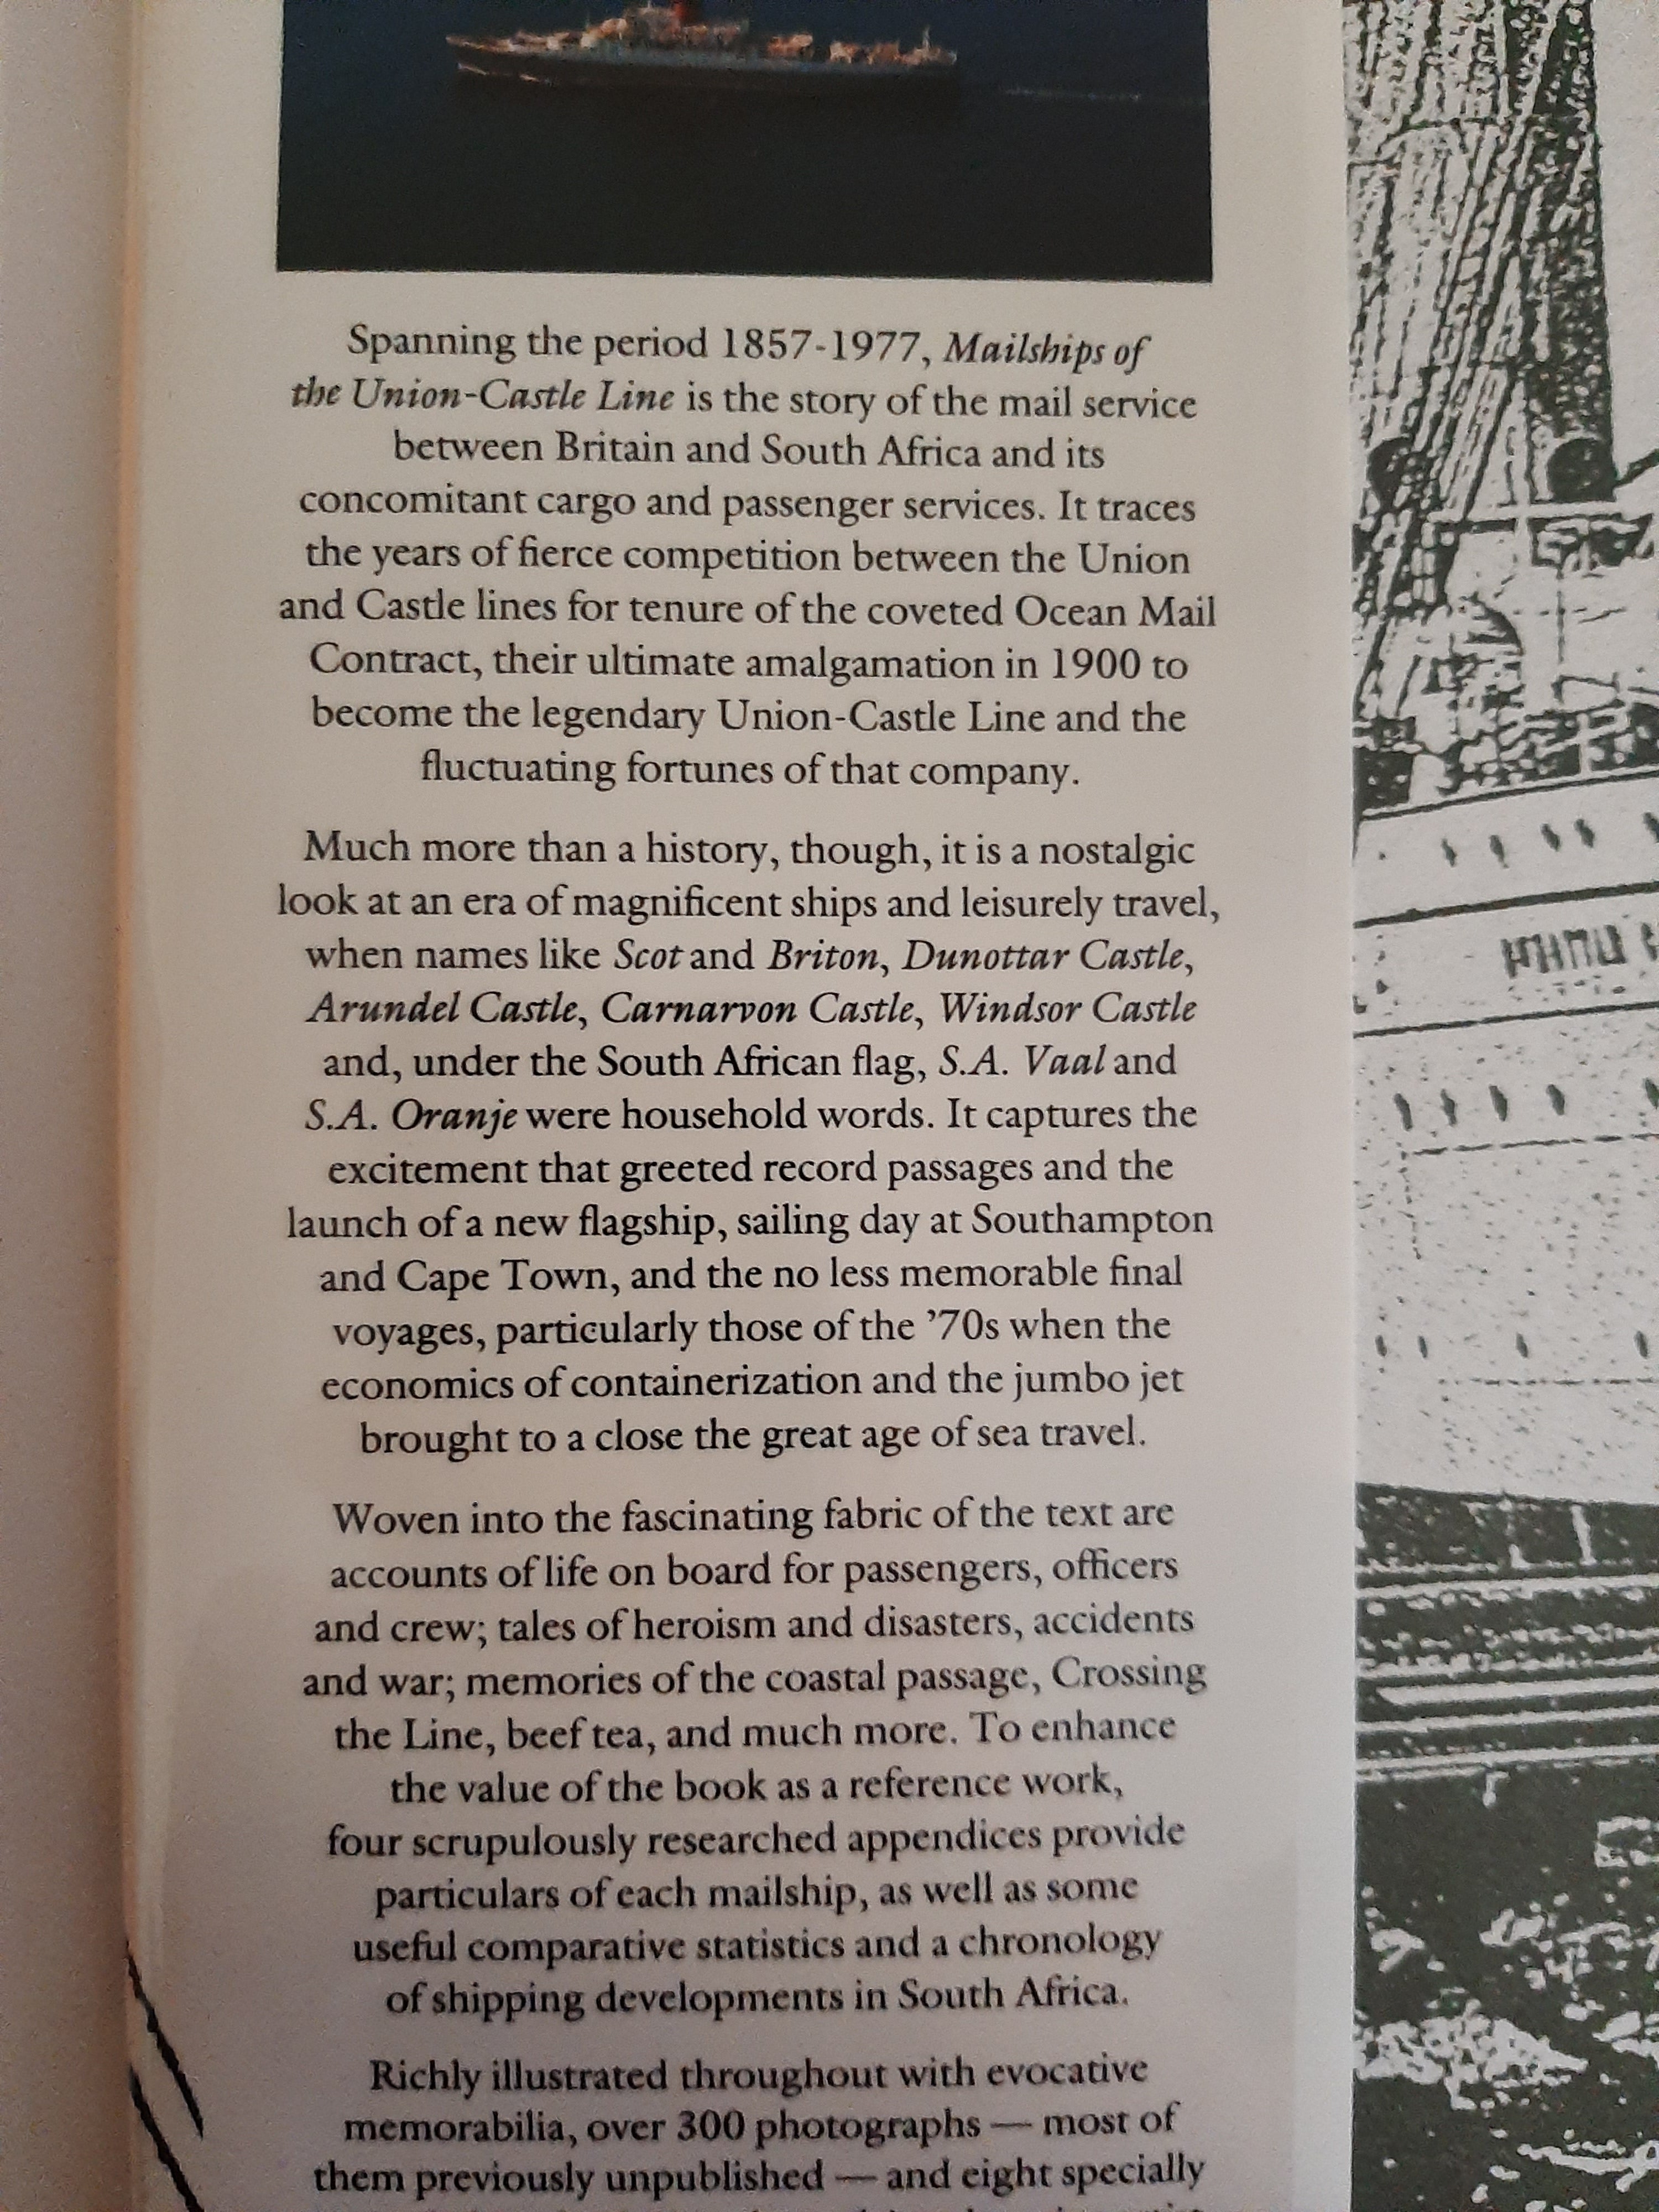 Spanning the period 1857-1977, Mailships of
the Union-Castle Line is the story of the mail service
between Britain and South Africa and its
concomitant cargo and passenger services. It traces
the years of fierce competition between the Union
and Castle lines for tenure of the coveted Ocean Mail
Contract, their ultimate amalgamation in 1900 to
become the legendary Union-Castle Line and the
fluctuating fortunes of that company.
Much more than a history, though, it is a nostalgic
look at an era of magnificent ships and leisurely travel,
when names like Scot and Briton, Dunottar Castle,
Arundel Castle, Carnarvon Castle, Windsor Castle
and, under the South African flag, S.A. Vaal and
S.A. Oranje were household words. It captures the
excitement that greeted record passages and the
launch of a new flagship, sailing day at Southampton
and Cape Town, and the no less memorable final
voyages, particularly those of the ’70s when the
economics of containerization and the jumbo jet
brought to a close the great age of sea travel.
Woven into the fascinating fabric of the text are
accounts of life on board for passengers, officers
and crew; tales of heroism and disasters, accidents
and war; memories of the coastal passage, Crossing
the Line, beef tea, and much more. To enhance
the value of the book as a reference work,
four scrupulously researched appendices provide
particulars of each mailship, as well as some
useful comparative statistics and a chronology
of shipping developments in South Africa.
Richly illustrated throughout with evocative
memorabilia, over 300 photographs — most of
them previously unpublished — and eight specially